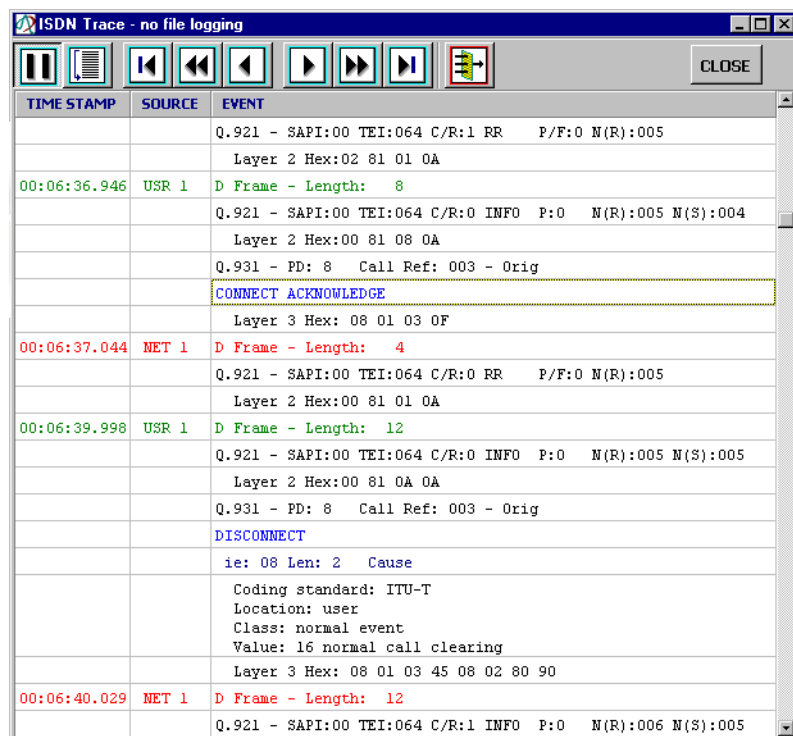 ISDN Trace - no file logging
CLOSE
TIME STAMP SOURCE EVENT
Q.921 - SAPI:00 TEI:064 C/R:1 RR P/F:0 N(R):005
Layer 2 Hex:02 81 01 0A
00:06:36.946 USR 1 D Frame - Length: 8
Q.921 - SAPI:00 TEI:064 C/R:0 INFO P:0 N(R):005 N(S):004
Layer 2 Hex:00 81 08 0A
Q.931 - PD: 8 Call Ref: 003 - Orig
CONNECT ACKNOWLEDGE
Layer 3 Hex: 08 01 03 0F
00:06:37.044 NET 1 D Frame - Length: 4
Q.921 - SAPI:00 TEI:064 C/R:0 RR P/F:0 N(R):005
Layer 2 Hex:00 81 01 0A
00:06:39.998 USR 1 D Frame - Length: 12
Q.921 - SAPI:00 TEI:064 C/R:0 INFO P:0 N(R):005 N(S):005
Layer 2 Hex:00 81 0A 0A
Q.931 - PD: 8 Call Ref: 003 - Orig
DISCONNECT
ie: 08 Len: 2 Cause
Coding standard: ITU-T
Location: user
Class: normal event
Value: 16 normal call clearing
Layer 3 Hex: 08 01 03 45 08 02 80 90
00:06:40.029 NET 1 D Frame - Length: 12
Q.921 - SAPI:00 TEI:064 C/R:1 INFO P:0 N(R):006 N(S):005